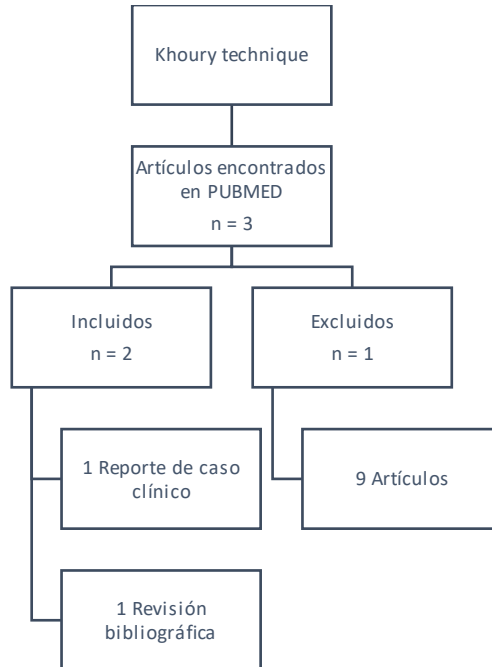 Khoury technique
Artículos encontrados
en PUBMED
n = 3
Incluidos
n = 2
Excluidos
n = 1
1 Reporte de caso
clínico
9 Artículos
1 Revisión
bibliográfica